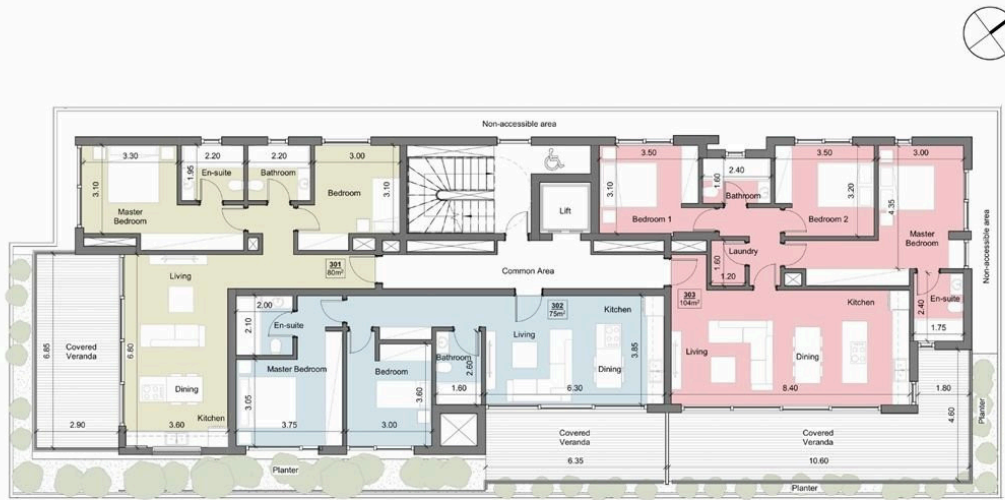 Non-accessible area
3.30
2.20
2.20
3.00
3.50
2.40
3.50
3.00
1.95
En-suite
Bathroom
3.10
3.10
Bedroom
Master
Bedroom
3.10
1.60
Bathroom
3.20
4.35
Bedroom 1
Bedroom 2
Lift
Master
Bedroom
Non-accessible area
Living
301
80m²
Common Area
Laundry
1.60
1.20
303
104m²
Kitchen
2.40
En-suite
1.75
2.00
2.10
En-suite
302
75m²
Kitchen
Living
Bathroom
2.60
1.60
3.85
Dining
6.30
Living
Dining
8.40
6.85
Covered
Veranda
6.80
Master Bedroom
Bedroom
3.05
3.60
Dining
Kitchen
2.90
3.60
3.75
3.00
1.80
4.60
Planter
Covered
Veranda
6.35
Covered
Veranda
10.60
Planter
Planter